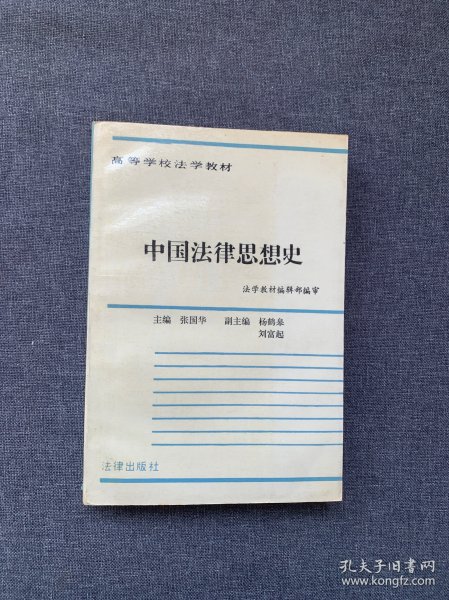 高等学校法学教材
中国法律思想史
法学教材编辑部编审
主编 张国华 副主编 杨鹤皋
刘富起
法律出版社
孔夫子旧书网
www.kongfz.com